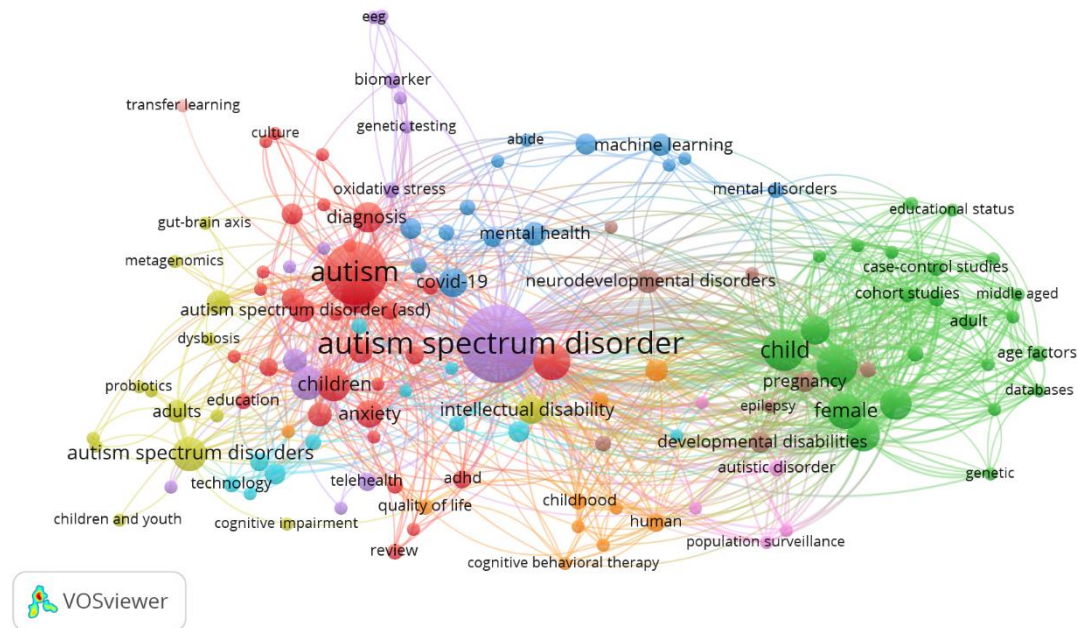 eeg
biomarker
transfer learning
genetic testing
culture
abide
machine learning
oxidative stress
mental disorders
gut-brain axis
diagnosis
educational status
mental health
metagenomics
autism
covid-19
neurodevelopmental disorders
case-control studies
cohort studies
middle aged
autism spectrum disorder (asd)
adult
dysbiosis
autism spectrum disorder
child
age factors
probiotics
children
pregnancy
databases
education
adults
anxiety
intellectual disability
epilepsy
female
developmental disabilities
autism spectrum disorders
autistic disorder
technology
telehealth
adhd
genetic
quality of life
childhood
children and youth
cognitive impairment
human
review
population surveillance
cognitive behavioral therapy
VOSviewer